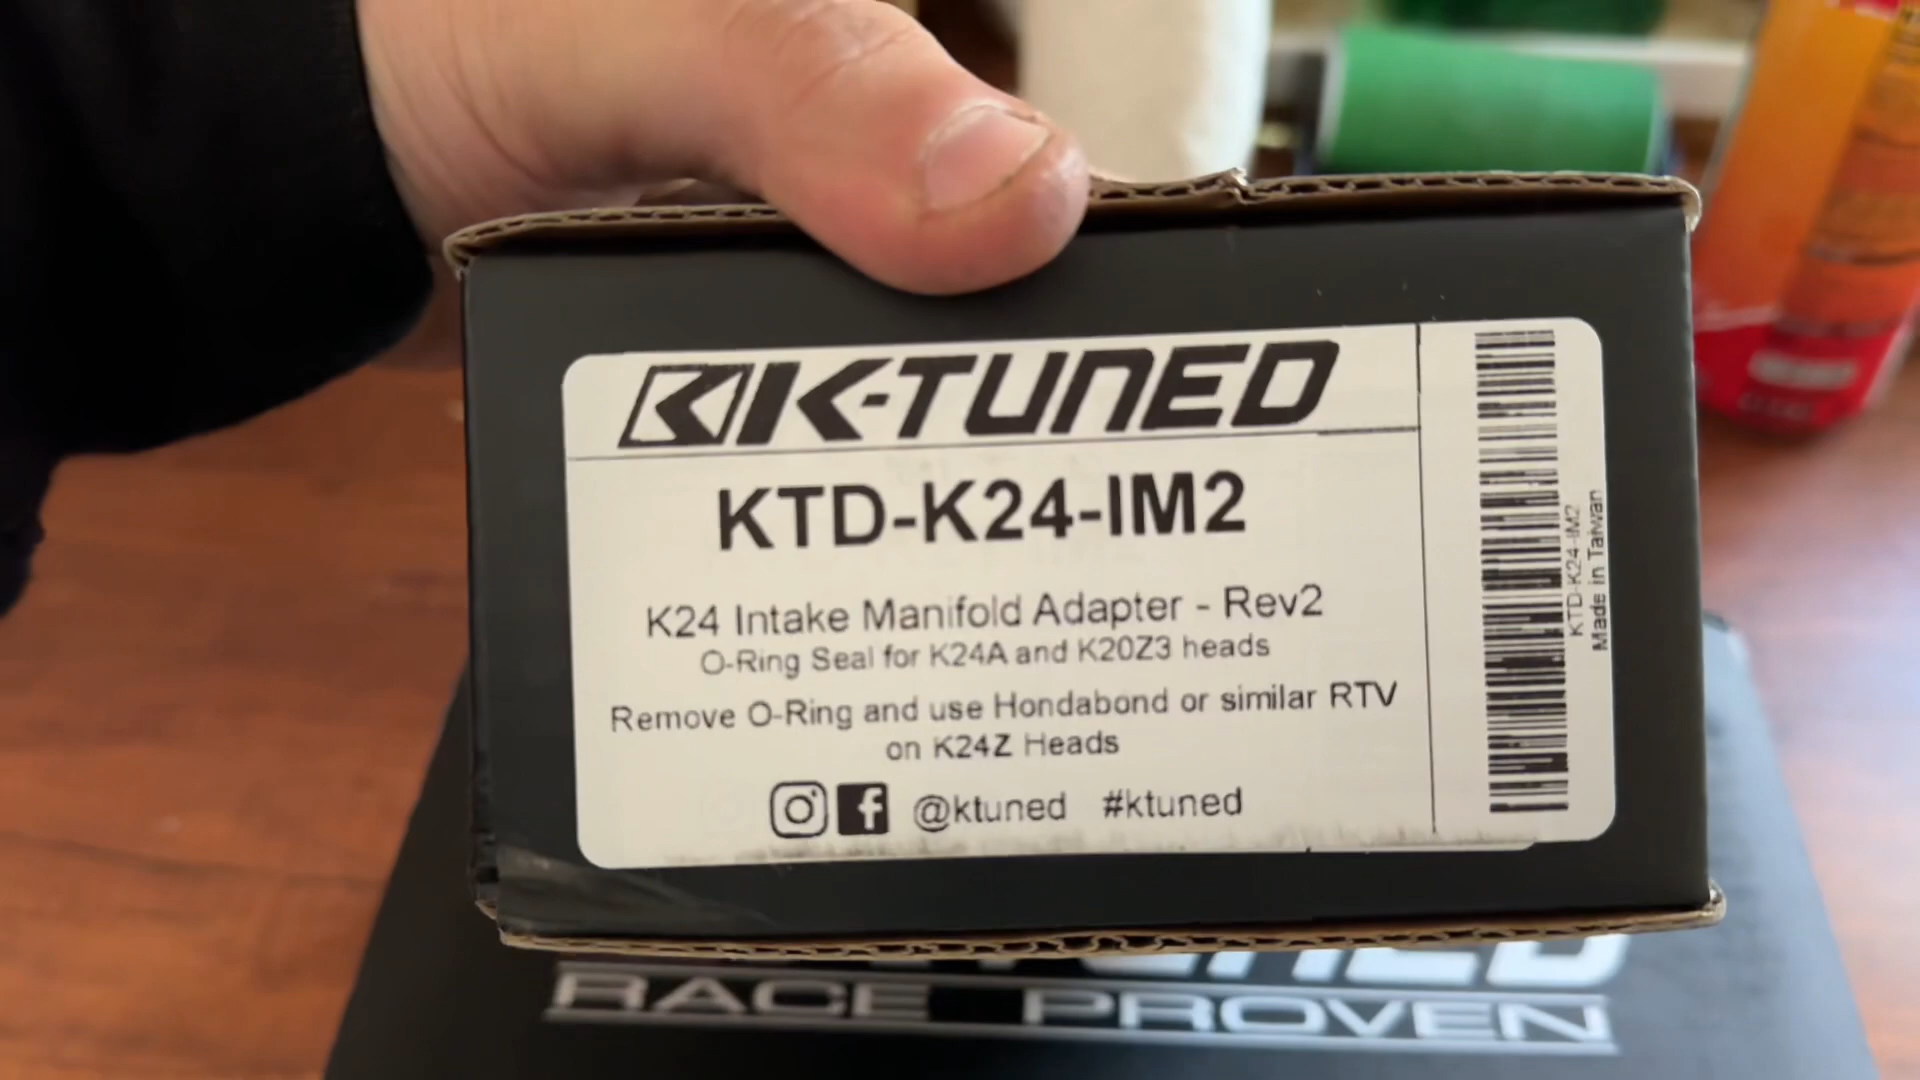 K-TUNED
KTD-K24-IM2
K24 Intake Manifold Adapter - Rev2
O-Ring Seal for K24A and K20Z3 heads
Remove O-Ring and use Hondabond or similar RTV
on K24Z Heads
@ktuned #ktuned
KTD-K24-IM2
Made in Taiwan
RACE PROVEN